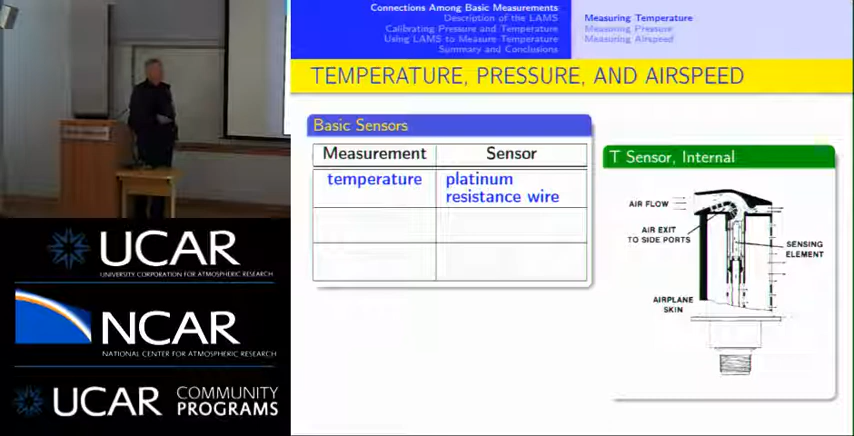 Connections Among Basic Measurements
Description of the LAMS
Calibrating Pressure and Temperature
Using LAMS to Measure Temperature
Summary and Conclusions
Measuring Temperature
Measuring Pressure
Measuring Airspeed
TEMPERATURE, PRESSURE, AND AIRSPEED
Basic Sensors
Measurement Sensor
temperature platinum
resistance wire
T Sensor, Internal
AIR FLOW
AIR EXIT
TO SIDE PORTS
SENSING
ELEMENT
AIRPLANE
SKIN
UCAR
UNIVERSITY CORPORATION FOR ATMOSPHERIC RESEARCH
NCAR
NATIONAL CENTER FOR ATMOSPHERIC RESEARCH
UCAR COMMUNITY
PROGRAMS